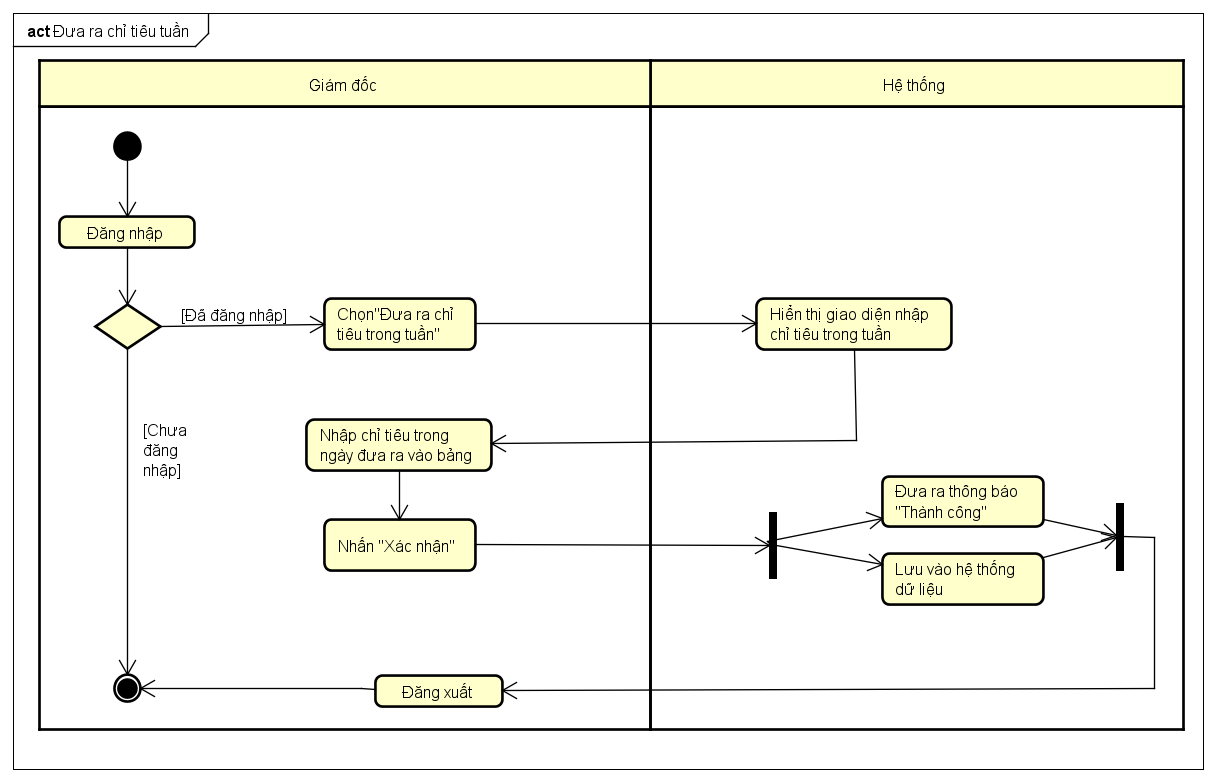 act Đưa ra chỉ tiêu tuần
Giám đốc
Hệ thống
Đăng nhập
[Đã đăng nhập]
Chọn"Đưa ra chỉ
tiêu trong tuần"
Hiển thị giao diện nhập
chỉ tiêu trong tuần
[Chưa
đăng
nhập]
Nhập chỉ tiêu trong
ngày đưa ra vào bảng
Đưa ra thông báo
"Thành công"
Nhấn "Xác nhận"
Lưu vào hệ thống
dữ liệu
Đăng xuất